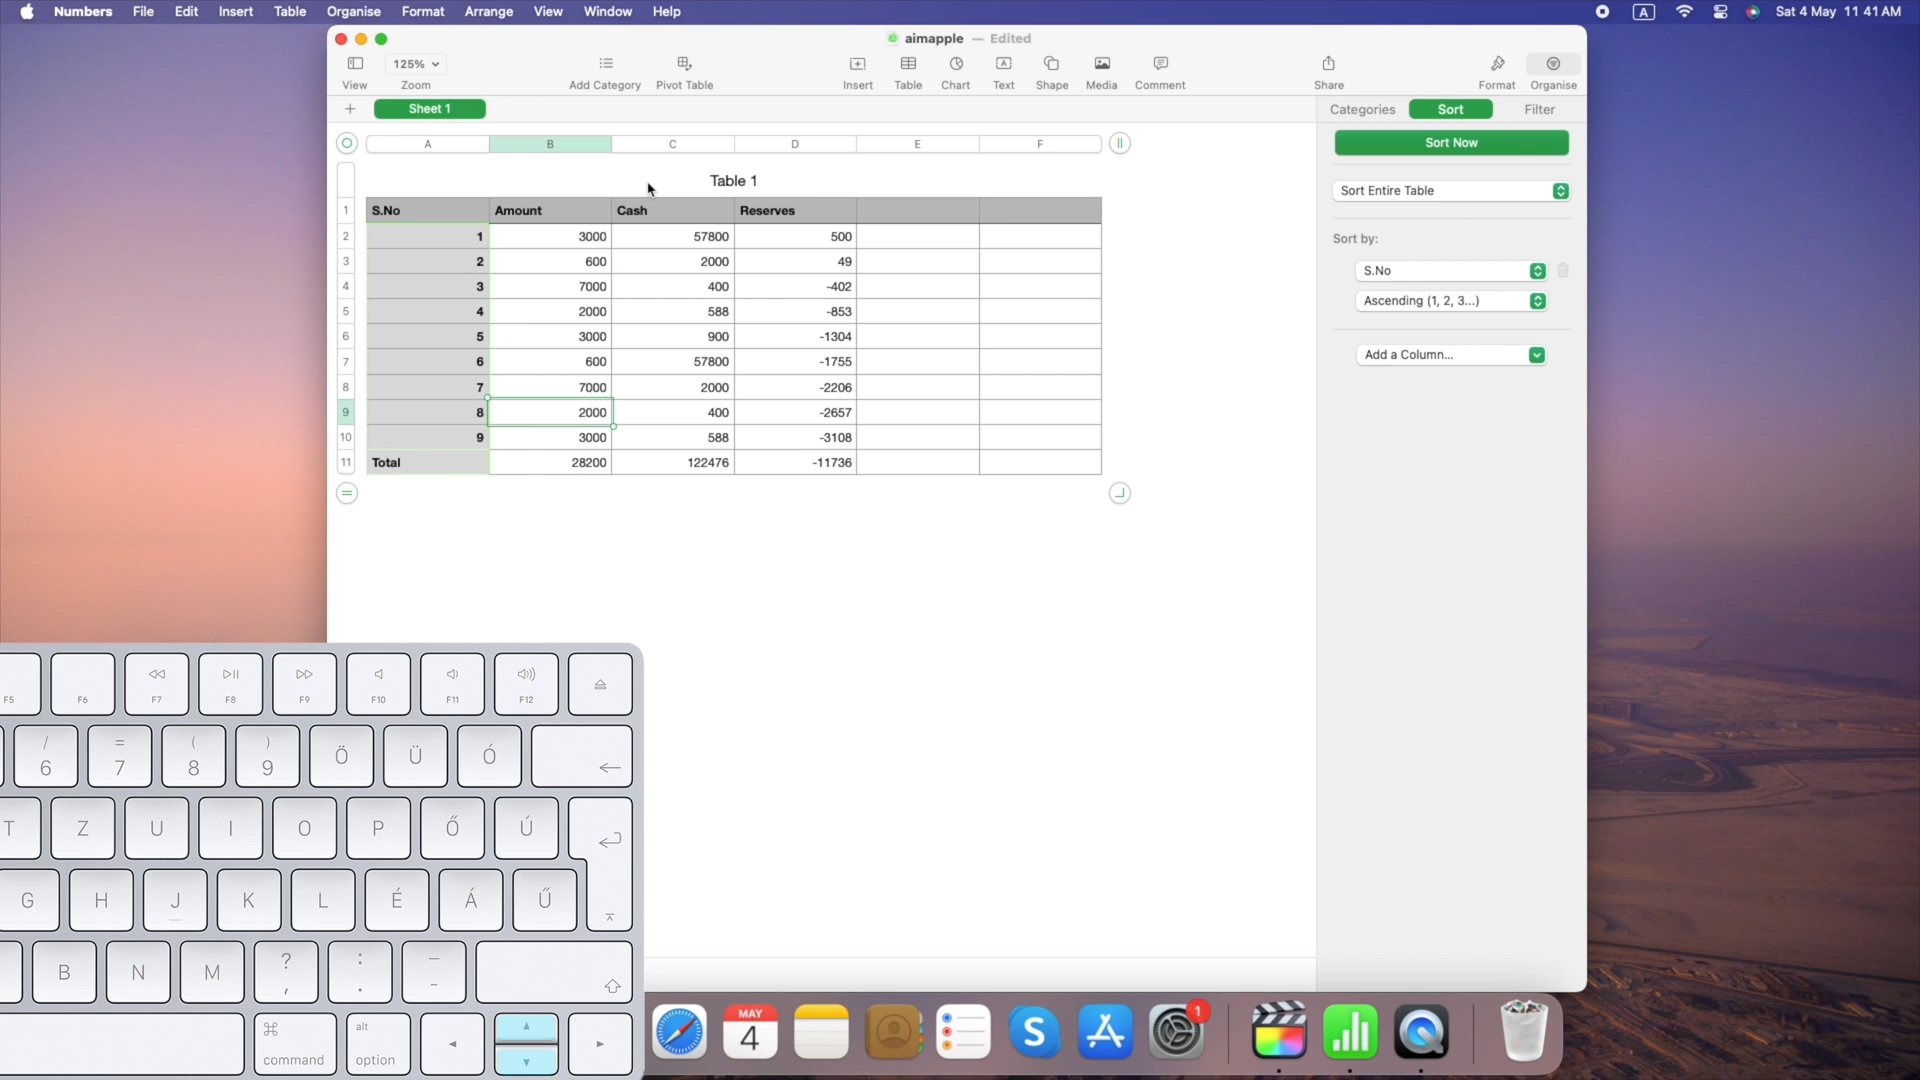 Numbers File Edit Insert Table Organise Format Arrange View Window Help A Sat 4 May 11 41 AM
aimapple — Edited
125%
View Zoom Add Category Pivot Table Insert Table Chart Text Shape Media Comment Share Format Organise
Sheet 1
Categories Sort Filter
Sort Now
A B C D E F
Table 1
Sort Entire Table
1 S.No Amount Cash Reserves
2 1 3000 57800 500
Sort by:
3 2 600 2000 49
S.No
4 3 7000 400 -402
Ascending (1, 2, 3...)
5 4 2000 588 -853
6 5 3000 900 -1304
Add a Column...
7 6 600 57800 -1755
8 7 7000 2000 -2206
9 8 2000 400 -2657
10 9 3000 588 -3108
11 Total 28200 122476 -11736
F5 F6 F7 F8 F9 F10 F11 F12
/ = ( )
6 7 8 9 Ö Ü Ó
T Z U I O P Ő Ú
G H J K L É Á Ű
B N M ? , : . _ -
⌘ alt
command option
MAY
4
S
1